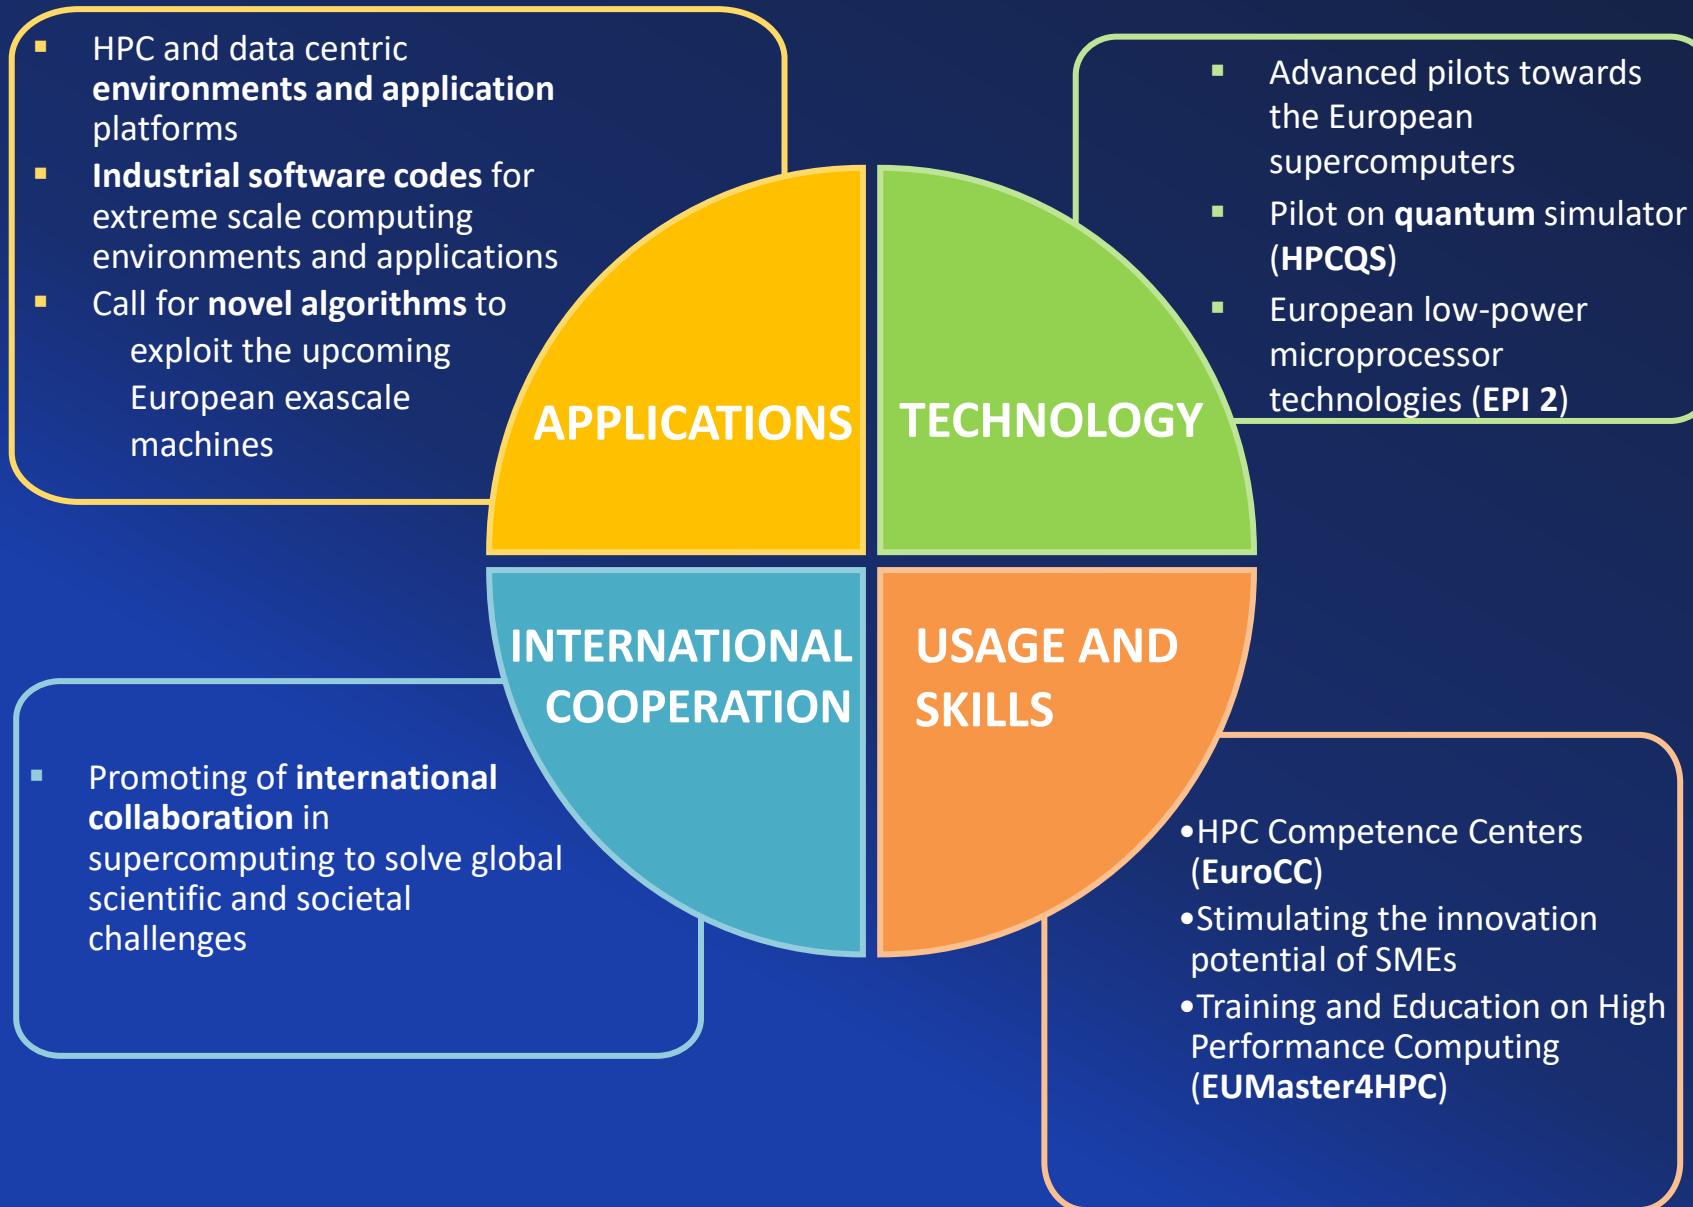 ▪ HPC and data centric
environments and application
platforms
▪ Industrial software codes for
extreme scale computing
environments and applications
▪ Call for novel algorithms to
exploit the upcoming
European exascale
machines
▪ Advanced pilots towards
the European
supercomputers
▪ Pilot on quantum simulator
(HPCQS)
▪ European low-power
microprocessor
technologies (EPI 2)
APPLICATIONS
TECHNOLOGY
INTERNATIONAL
COOPERATION
USAGE AND
SKILLS
▪ Promoting of international
collaboration in
supercomputing to solve global
scientific and societal
challenges
•HPC Competence Centers
(EuroCC)
•Stimulating the innovation
potential of SMEs
•Training and Education on High
Performance Computing
(EUMaster4HPC)